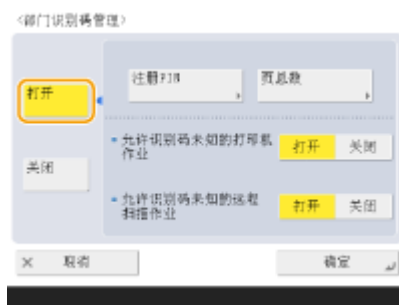 <部门识别码管理>
打开
注册PIN
页总数
允许识别码未知的打印机
作业
打开
关闭
关闭
允许识别码未知的远程
扫描作业
打开
关闭
× 取消
确定